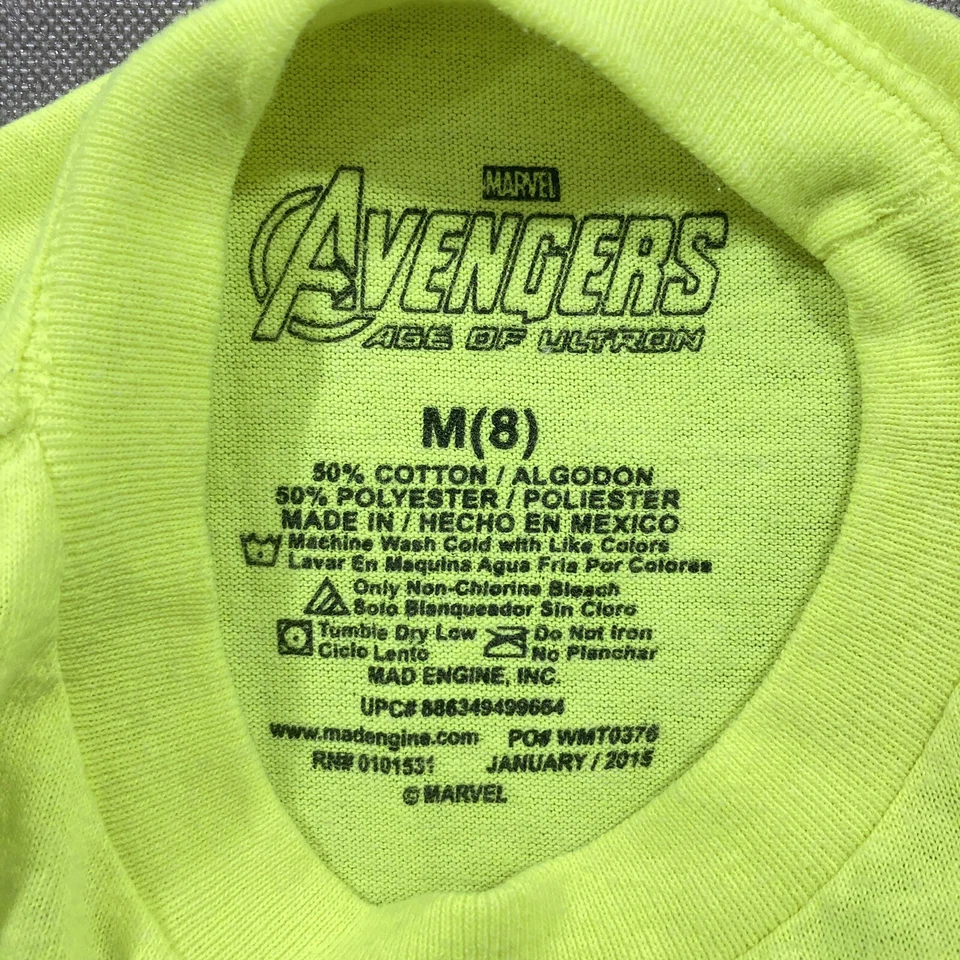 MARVEL
AVENGERS
AGE OF ULTRON
M(8)
50% COTTON / ALGODON
50% POLYESTER / POLIESTER
MADE IN / HECHO EN MEXICO
Machine Wash Cold with Like Colors
Lavar En Maquina Agua Fria Por Colores
Only Non-Chlorine Bleach
Solo Blanqueador Sin Cloro
Tumble Dry Low
Ciclo Lento
Do Not Iron
No Planchar
MAD ENGINE, INC.
UPC# 886349499664
www.madengine.com PO# WMT0376
RN# 0101531 JANUARY / 2015
© MARVEL